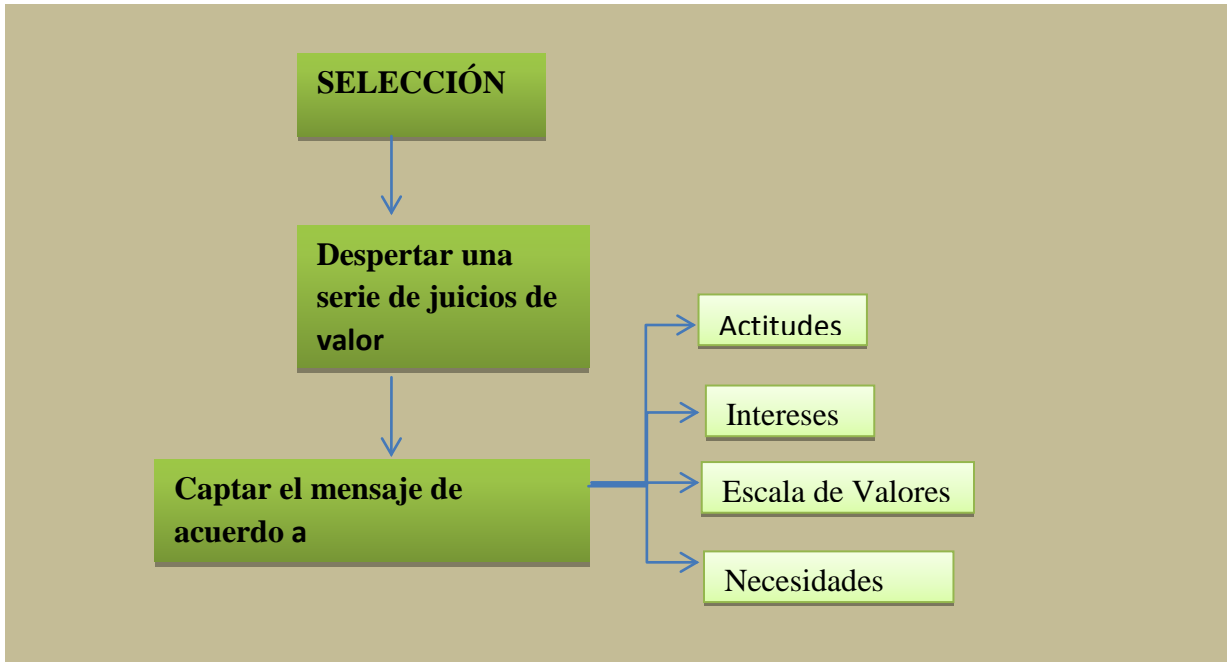 SELECCIÓN
Despertar una
serie de juicios de
valor
Captar el mensaje de
acuerdo a
Actitudes
Intereses
Escala de Valores
Necesidades